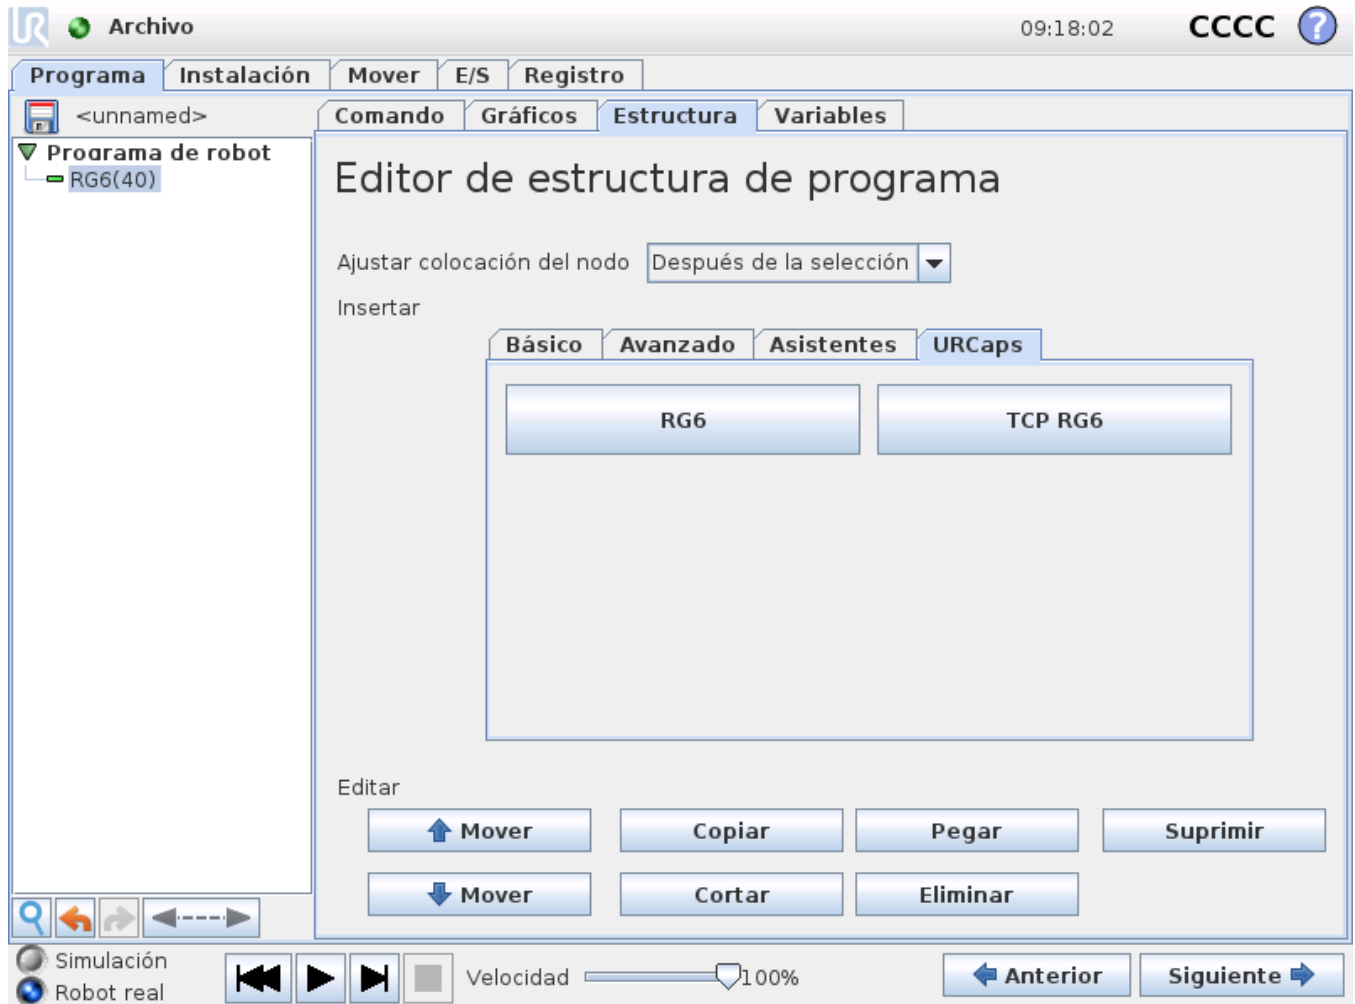 UR Archivo 09:18:02 CCCC ?
Programa Instalación Mover E/S Registro
<unnamed> Comando Gráficos Estructura Variables
Programa de robot
RG6(40)
Editor de estructura de programa
Ajustar colocación del nodo Después de la selección
Insertar
Básico Avanzado Asistentes URCaps
RG6 TCP RG6
Editar
Mover Copiar Pegar Suprimir
Mover Cortar Eliminar
Simulación
Robot real
Velocidad 100% Anterior Siguiente